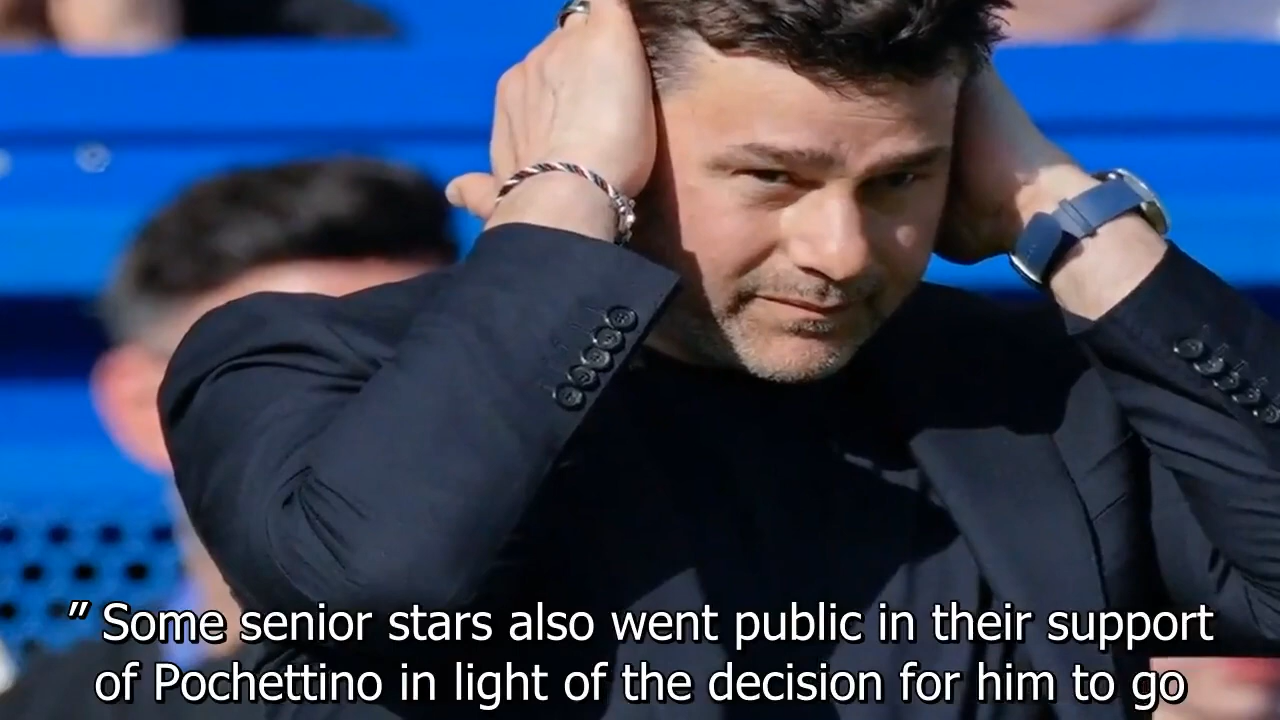 ” Some senior stars also went public in their support
of Pochettino in light of the decision for him to go